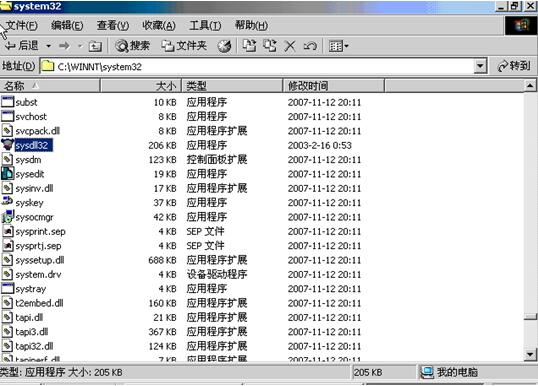 system32
文件(F) 编辑(E) 查看(V) 收藏(A) 工具(T) 帮助(H)
后退 搜索 文件夹
地址(D) C:\WINNT\system32 转到
名称 大小 类型 修改时间
subst 10 KB 应用程序 2007-11-12 20:11
svchost 8 KB 应用程序 2007-11-12 20:11
svcpack.dll 8 KB 应用程序扩展 2007-11-12 20:11
sysdll32 206 KB 应用程序 2003-2-16 0:53
sysdm 123 KB 控制面板扩展 2007-11-12 20:11
sysedit 19 KB 应用程序 2007-11-12 20:11
sysinv.dll 17 KB 应用程序扩展 2007-11-12 20:11
syskey 37 KB 应用程序 2007-11-12 20:11
sysocmgr 42 KB 应用程序 2007-11-12 20:11
sysprint.sep 4 KB SEP 文件 2007-11-12 20:11
sysprtj.sep 4 KB SEP 文件 2007-11-12 20:11
syssetup.dll 688 KB 应用程序扩展 2007-11-12 20:11
system.drv 4 KB 设备驱动程序 2007-11-12 20:11
systray 4 KB 应用程序 2007-11-12 20:11
t2embed.dll 160 KB 应用程序扩展 2007-11-12 20:11
tapi.dll 21 KB 应用程序扩展 2007-11-12 20:11
tapi3.dll 367 KB 应用程序扩展 2007-11-12 20:11
tapi32.dll 124 KB 应用程序扩展 2007-11-12 20:11
tapiperf.dll 7 KB 应用程序扩展 2007-11-12 20:11
类型: 应用程序 大小: 205 KB 205 KB 我的电脑